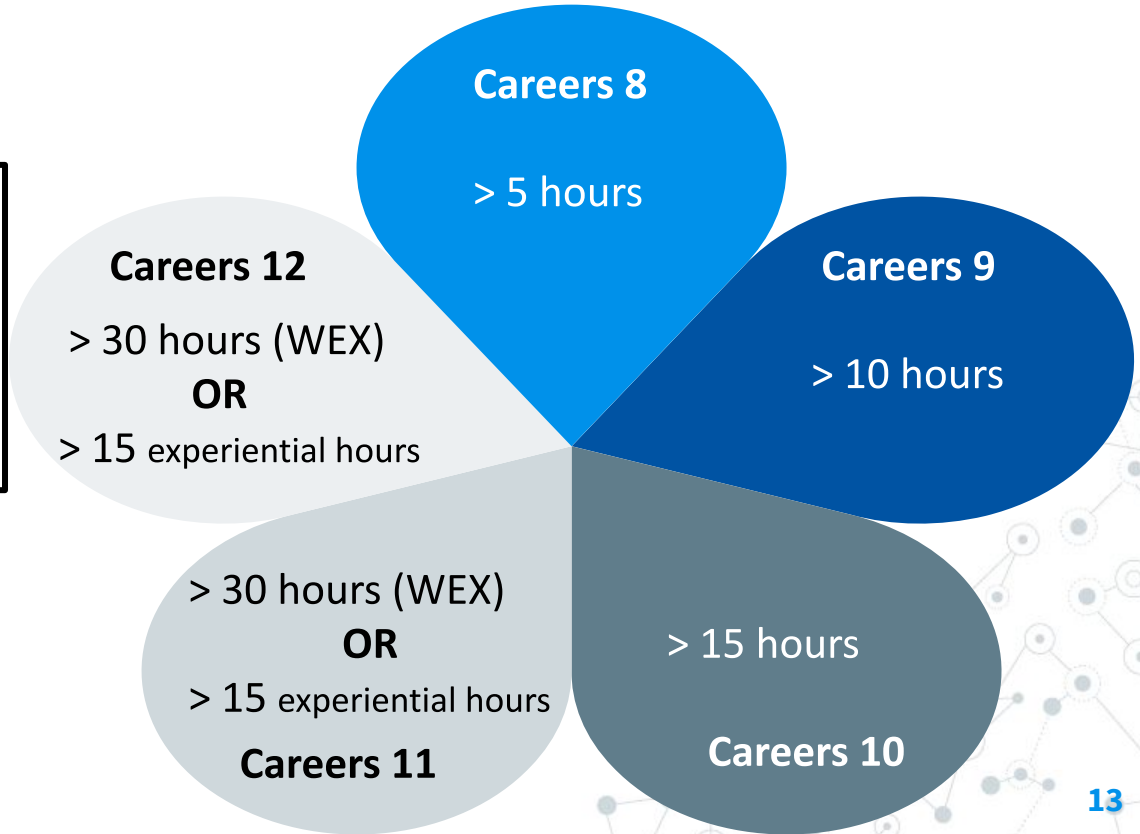 Careers 8
> 5 hours
Careers 9
> 10 hours
> 15 hours
Careers 10
> 30 hours (WEX)
OR
> 15 experiential hours
Careers 11
Careers 12
> 30 hours (WEX)
OR
> 15 experiential hours
13